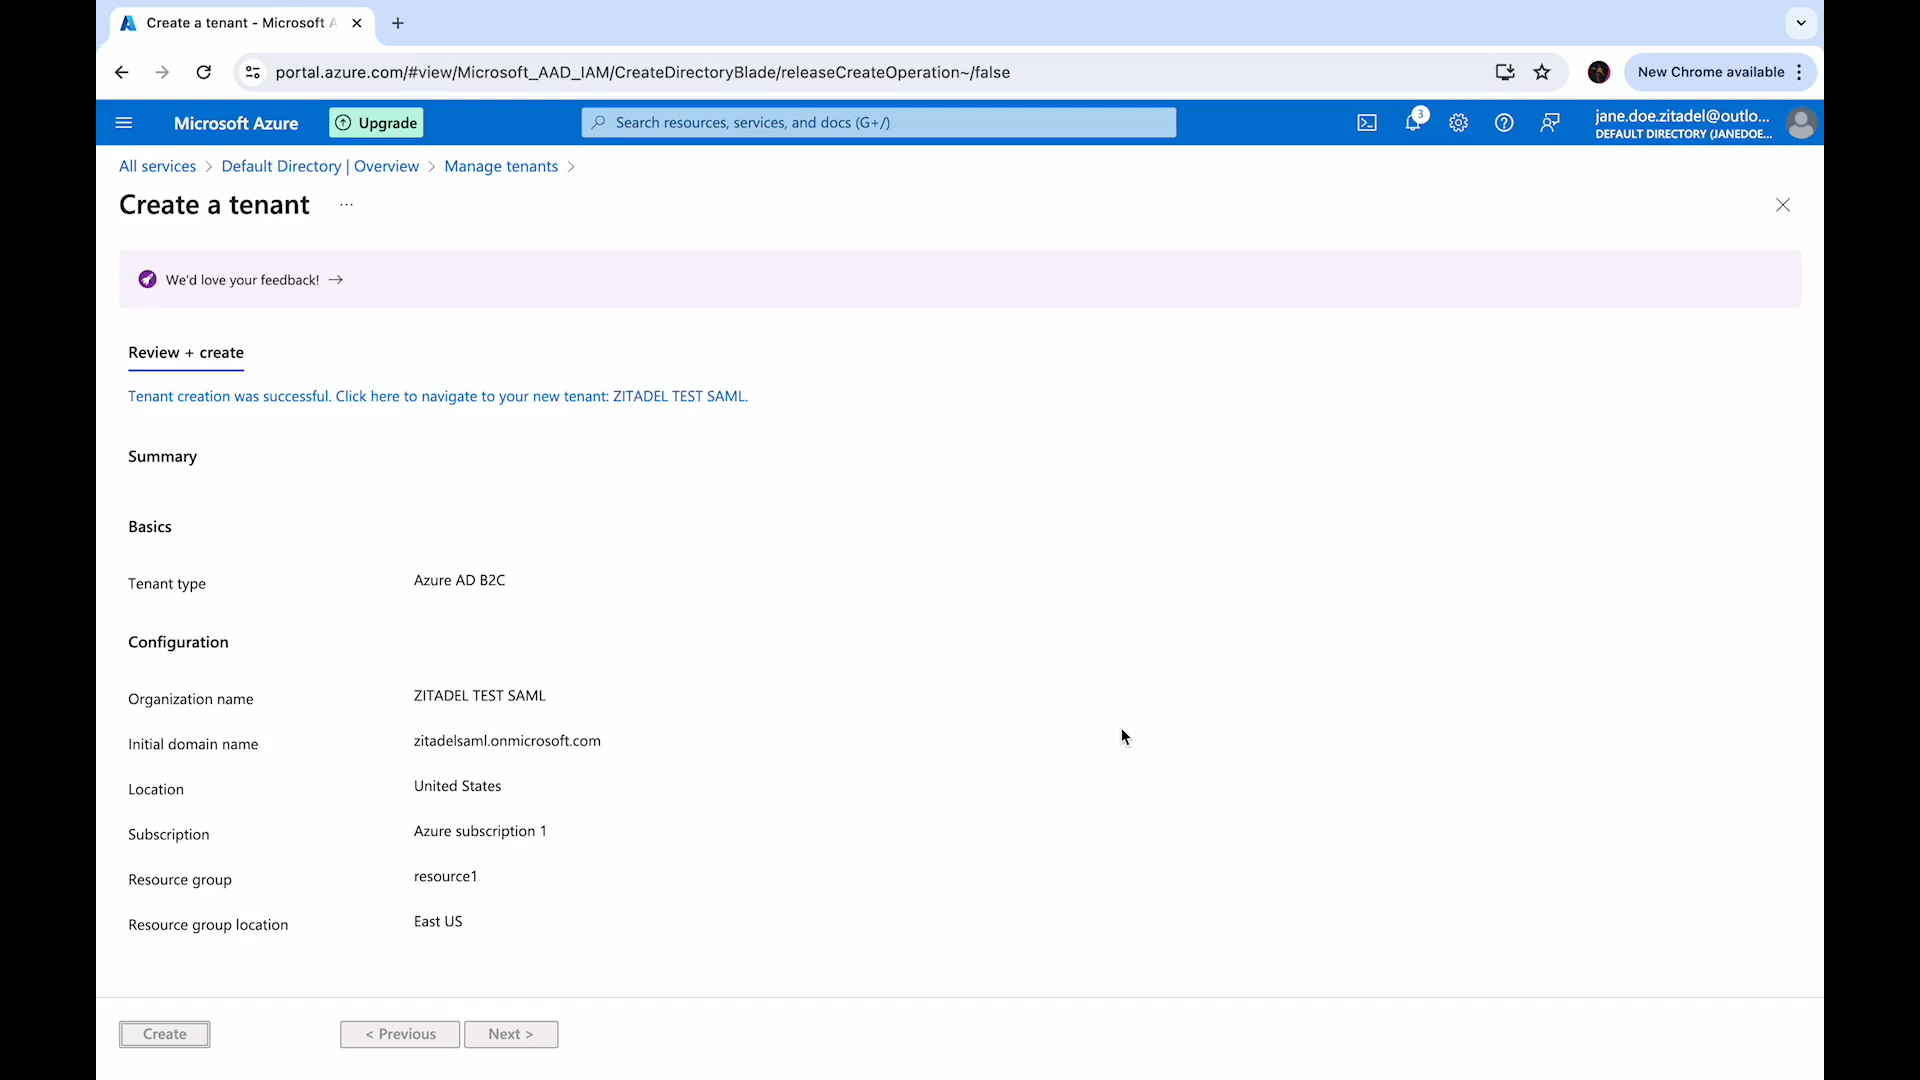 Create a tenant - Microsoft A
portal.azure.com/#view/Microsoft_AAD_IAM/CreateDirectoryBlade/releaseCreateOperation~/false
New Chrome available
Microsoft Azure
Upgrade
Search resources, services, and docs (G+/)
3
jane.doe.zitadel@outlo...
DEFAULT DIRECTORY (JANEDOE...
All services > Default Directory | Overview > Manage tenants >
Create a tenant ...
We'd love your feedback! →
Review + create
Tenant creation was successful. Click here to navigate to your new tenant: ZITADEL TEST SAML.
Summary
Basics
Tenant type Azure AD B2C
Configuration
Organization name ZITADEL TEST SAML
Initial domain name zitadelsaml.onmicrosoft.com
Location United States
Subscription Azure subscription 1
Resource group resource1
Resource group location East US
Create < Previous Next >